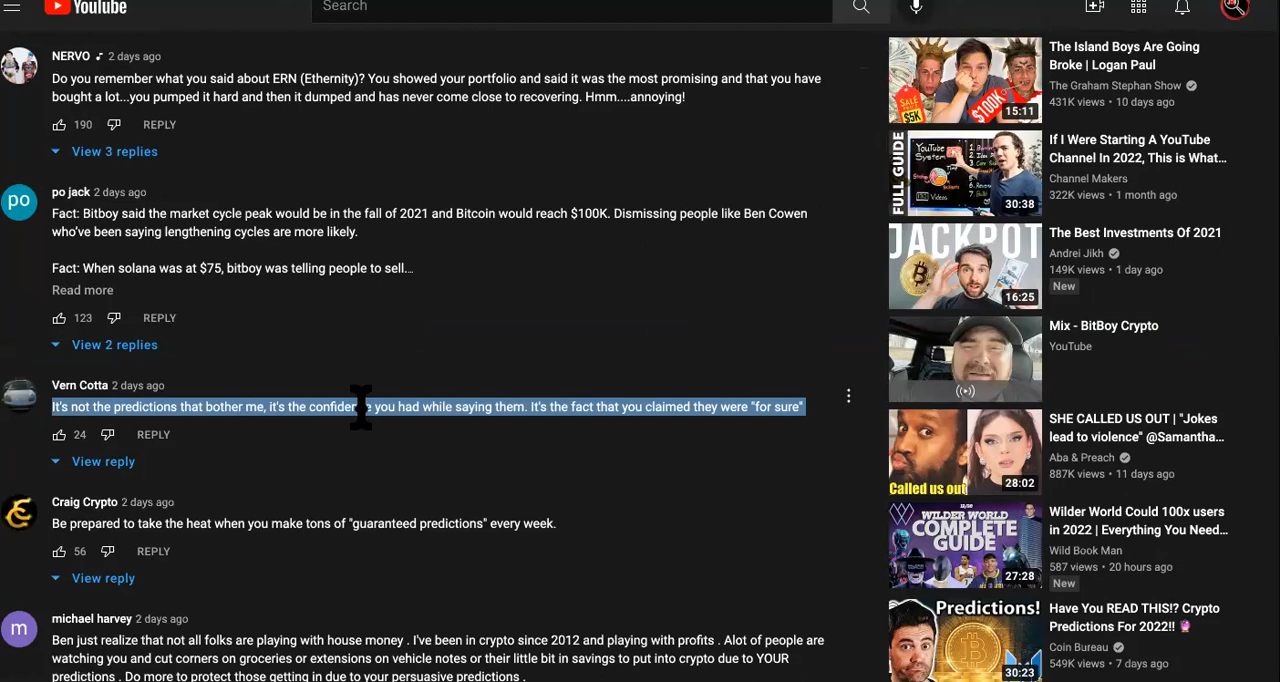 YouTube
Search
NERVO 2 days ago
Do you remember what you said about ERN (Ethernity)? You showed your portfolio and said it was the most promising and that you have
bought a lot...you pumped it hard and then it dumped and has never come close to recovering. Hmm....annoying!
190 REPLY
View 3 replies
po
po jack 2 days ago
Fact: Bitboy said the market cycle peak would be in the fall of 2021 and Bitcoin would reach $100K. Dismissing people like Ben Cowen
who've been saying lengthening cycles are more likely.
Fact: When solana was at $75, bitboy was telling people to sell....
Read more
123 REPLY
View 2 replies
Vern Cotta 2 days ago
It's not the predictions that bother me, it's the confidence you had while saying them. It's the fact that you claimed they were "for sure"
24 REPLY
View reply
Craig Crypto 2 days ago
Be prepared to take the heat when you make tons of "guaranteed predictions" every week.
56 REPLY
View reply
m
michael harvey 2 days ago
Ben just realize that not all folks are playing with house money . I've been in crypto since 2012 and playing with profits . Alot of people are
watching you and cut corners on groceries or extensions on vehicle notes or their little bit in savings to put into crypto due to YOUR
predictions . Do more to protect those getting in due to your persuasive predictions .
SALE
PRICE
$5K
$100K
15:11
The Island Boys Are Going
Broke | Logan Paul
The Graham Stephan Show
431K views • 10 days ago
FULL GUIDE
YouTube
System
30:38
If I Were Starting A YouTube
Channel In 2022, This is What...
Channel Makers
322K views • 1 month ago
JACKPOT
16:25
The Best Investments Of 2021
Andrei Jikh
149K views • 1 day ago
New
Mix - BitBoy Crypto
YouTube
Called us out
28:02
SHE CALLED US OUT | "Jokes
lead to violence" @Samantha...
Aba & Preach
887K views • 11 days ago
WILDER WORLD
COMPLETE
GUIDE
27:28
Wilder World Could 100x users
in 2022 | Everything You Need...
Wild Book Man
587 views • 20 hours ago
New
Predictions!
30:23
Have You READ THIS!? Crypto
Predictions For 2022!! 🔮
Coin Bureau
549K views • 7 days ago